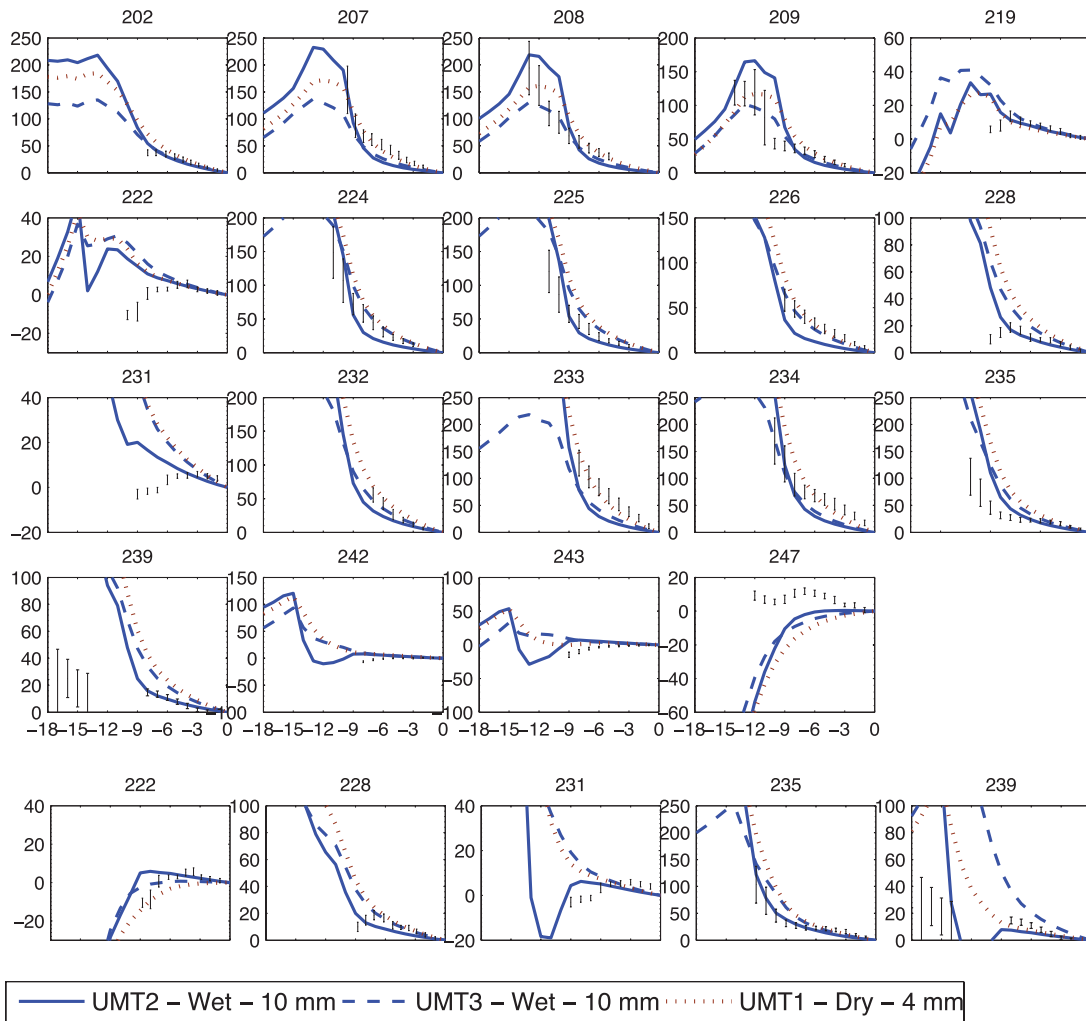 202 207 208 209 219
250 250 250 200 60
200 200 200 40
150 150 150 150 20
100 100 100 100 0
50 50 50 50
0 0 0 0 −20
222 224 225 226 228
40 200 200 150 100
20 150 150 100 80
0 100 100 60
−20 50 50 50 40
0 0 0 20
0
231 232 233 234 235
40 200 250 250 250
20 150 200 200 200
0 100 150 150 150
50 100 100 100
50 50 50
−20 0 0 0 0
239 242 243 247
100 150 100 20
80 100 50 0
60 50 0 −20
40 0 −50 −40
20 −50
0 −100 −100 −60
−18 −15 −12 −9 −6 −3 0 −18 −15 −12 −9 −6 −3 0 −18 −15 −12 −9 −6 −3 0 −18 −15 −12 −9 −6 −3 0
222 228 231 235 239
40 100 40 250 100
20 80 20 200 80
0 60 0 150 60
−20 40 100 40
20 50 20
0 −20 0 0
UMT2 − Wet − 10 mm UMT3 − Wet − 10 mm UMT1 − Dry − 4 mm